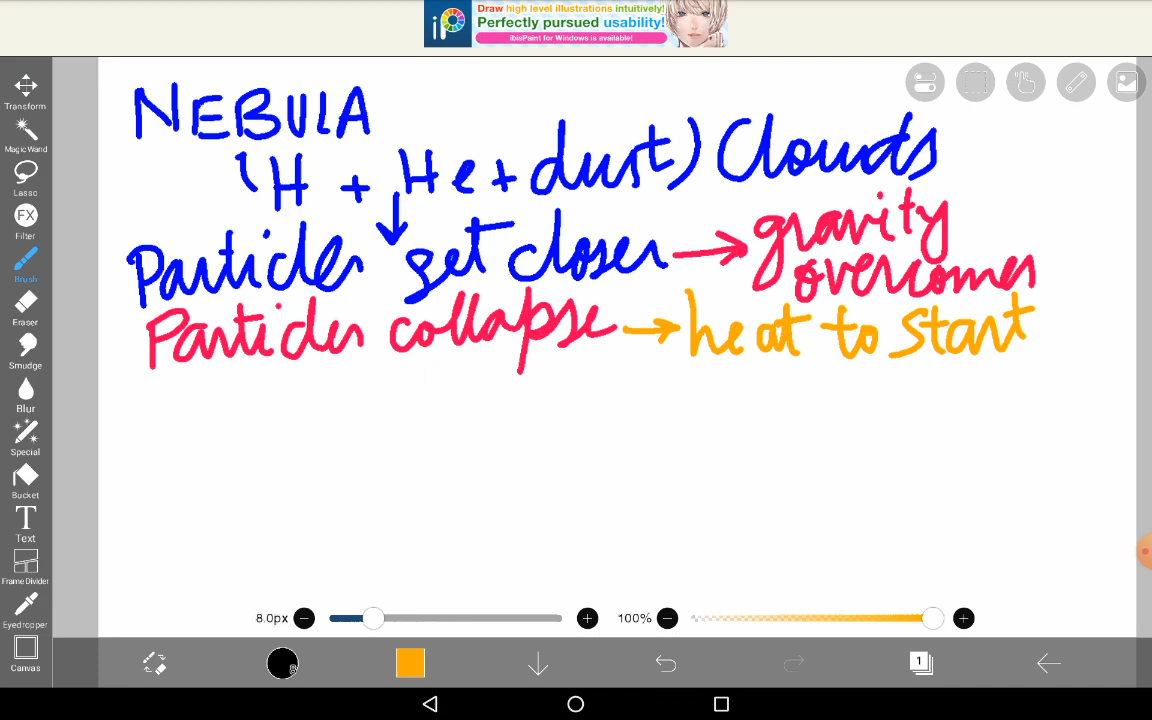 Draw high level illustrations intuitively!
Perfectly pursued usability!
ibisPaint for Windows is available!
Transform
Magic Wand
Lasso
FX
Filter
Brush
Eraser
Smudge
Blur
Special
Bucket
T
Text
Frame Divider
Eyedropper
Canvas
NEBULA
(H + He + dust) Clouds
Particles get closer → gravity overcomes
Particles collapse → heat to start
8.0px
100%
8
1